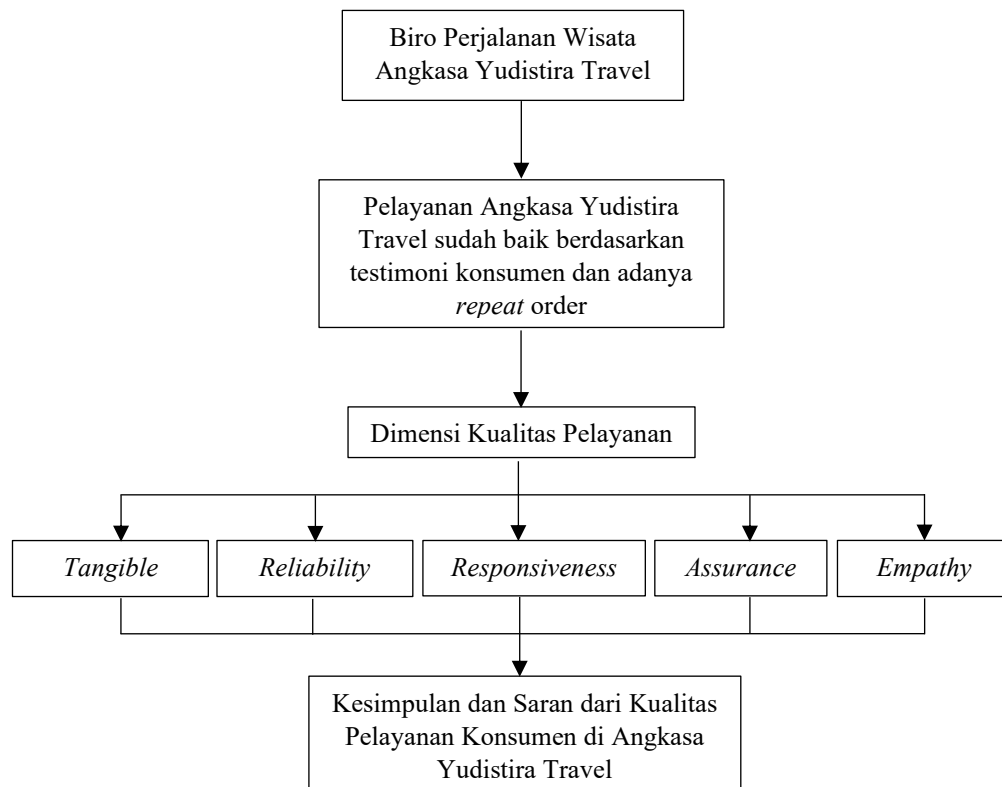 Biro Perjalanan Wisata
Angkasa Yudistira Travel
Pelayanan Angkasa Yudistira
Travel sudah baik berdasarkan
testimoni konsumen dan adanya
repeat order
Dimensi Kualitas Pelayanan
Tangible
Reliability
Responsiveness
Assurance
Empathy
Kesimpulan dan Saran dari Kualitas
Pelayanan Konsumen di Angkasa
Yudistira Travel